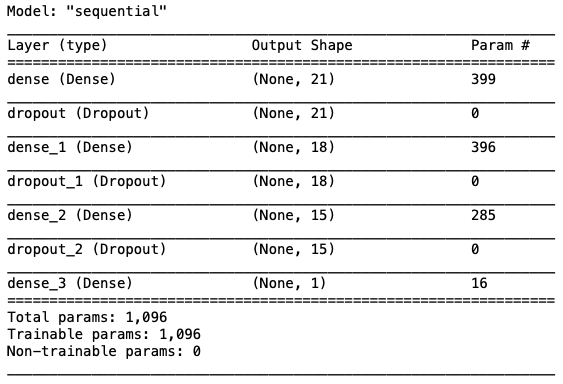 Model: "sequential"
Layer (type) Output Shape Param #
dense (Dense) (None, 21) 399
dropout (Dropout) (None, 21) 0
dense_1 (Dense) (None, 18) 396
dropout_1 (Dropout) (None, 18) 0
dense_2 (Dense) (None, 15) 285
dropout_2 (Dropout) (None, 15) 0
dense_3 (Dense) (None, 1) 16
Total params: 1,096
Trainable params: 1,096
Non-trainable params: 0